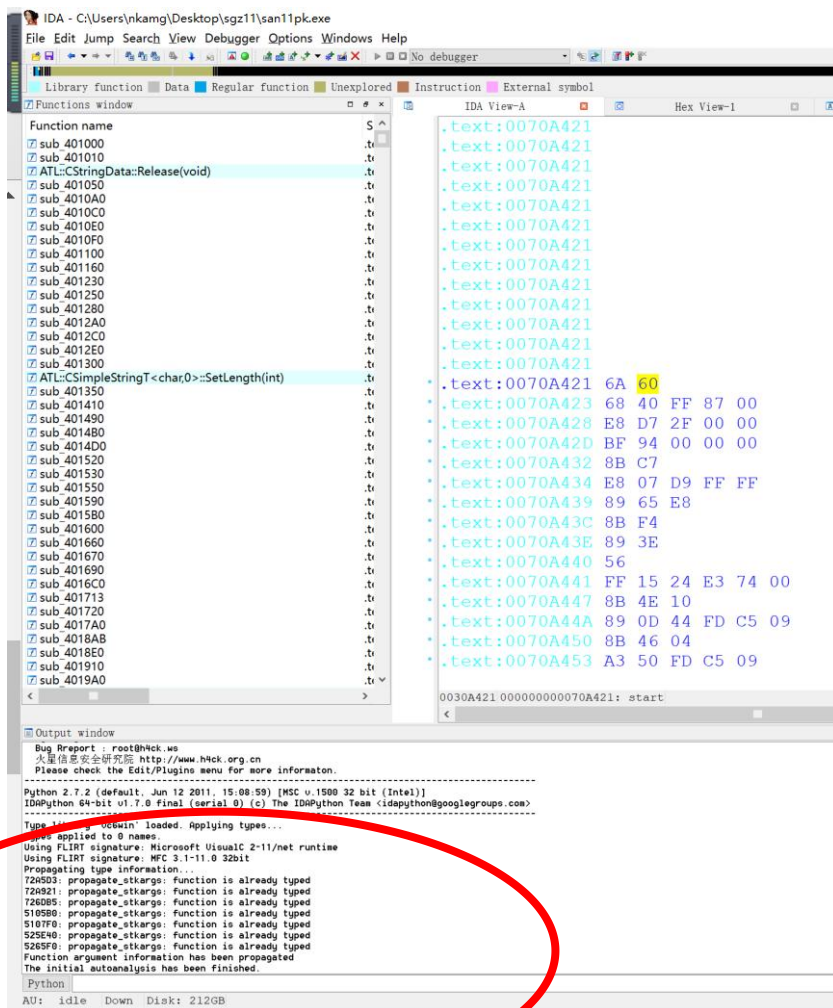 IDA - C:\Users\nkamg\Desktop\sgz11\san11pk.exe
File Edit Jump Search View Debugger Options Windows Help
No debugger
Library function Data Regular function Unexplored Instruction External symbol
Functions window
IDA View-A
Hex View-1
Function name
S
sub_401000
sub_401010
ATL::CStringData::Release(void)
sub_401050
sub_4010A0
sub_4010C0
sub_4010E0
sub_4010F0
sub_401100
sub_401160
sub_401230
sub_401250
sub_401280
sub_4012A0
sub_4012C0
sub_4012E0
sub_401300
ATL::CSimpleStringT<char,0>::SetLength(int)
sub_401350
sub_401410
sub_401490
sub_4014B0
sub_4014D0
sub_401520
sub_401530
sub_401550
sub_401590
sub_4015B0
sub_401600
sub_401660
sub_401670
sub_401690
sub_4016C0
sub_401713
sub_401720
sub_4017A0
sub_4018AB
sub_4018E0
sub_401910
sub_4019A0
.text:0070A421
.text:0070A421
.text:0070A421
.text:0070A421
.text:0070A421
.text:0070A421
.text:0070A421
.text:0070A421
.text:0070A421
.text:0070A421
.text:0070A421
.text:0070A421
.text:0070A421
.text:0070A421 6A 60
.text:0070A423 68 40 FF 87 00
.text:0070A428 E8 D7 2F 00 00
.text:0070A42D BF 94 00 00 00
.text:0070A432 8B C7
.text:0070A434 E8 07 D9 FF FF
.text:0070A439 89 65 E8
.text:0070A43C 8B F4
.text:0070A43E 89 3E
.text:0070A440 56
.text:0070A441 FF 15 24 E3 74 00
.text:0070A447 8B 4E 10
.text:0070A44A 89 0D 44 FD C5 09
.text:0070A450 8B 46 04
.text:0070A453 A3 50 FD C5 09
0030A421 000000000070A421: start
Output window
Bug Rreport : root@h4ck.ws
火星信息安全研究院 http://www.h4ck.org.cn
Please check the Edit/Plugins menu for more informaton.
Python 2.7.2 (default, Jun 12 2011, 15:08:59) [MSC v.1500 32 bit (Intel)]
IDAPython 64-bit v1.7.0 final (serial 0) (c) The IDAPython Team <idapython@googlegroups.com>
Type library 'vc6win' loaded. Applying types...
Types applied to 0 names.
Using FLIRT signature: Microsoft VisualC 2-11/net runtime
Using FLIRT signature: MFC 3.1-11.0 32bit
Propagating type information...
72A5D3: propagate_stkargs: function is already typed
72A921: propagate_stkargs: function is already typed
726DB5: propagate_stkargs: function is already typed
5105B0: propagate_stkargs: function is already typed
5107F0: propagate_stkargs: function is already typed
525E40: propagate_stkargs: function is already typed
5265F0: propagate_stkargs: function is already typed
Function argument information has been propagated
The initial autoanalysis has been finished.
Python
AU: idle Down Disk: 212GB